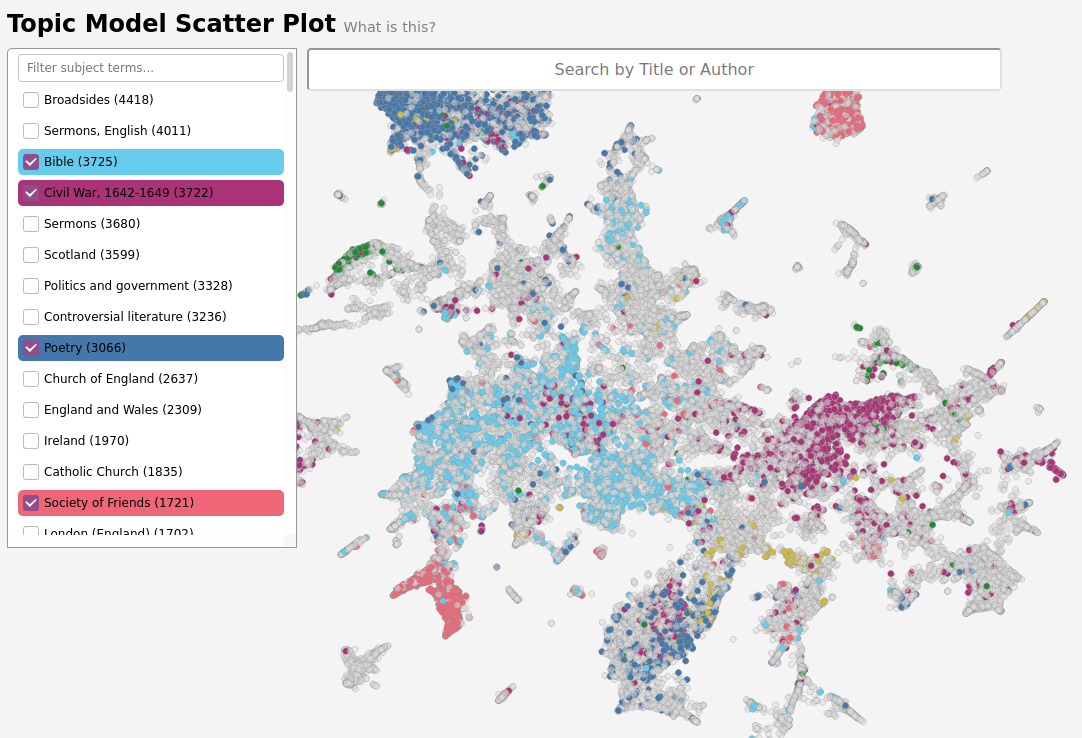 Topic Model Scatter Plot What is this?
Filter subject terms...
Search by Title or Author
Broadsides (4418)
Sermons, English (4011)
Bible (3725)
Civil War, 1642-1649 (3722)
Sermons (3680)
Scotland (3599)
Politics and government (3328)
Controversial literature (3236)
Poetry (3066)
Church of England (2637)
England and Wales (2309)
Ireland (1970)
Catholic Church (1835)
Society of Friends (1721)
London (England) (1702)